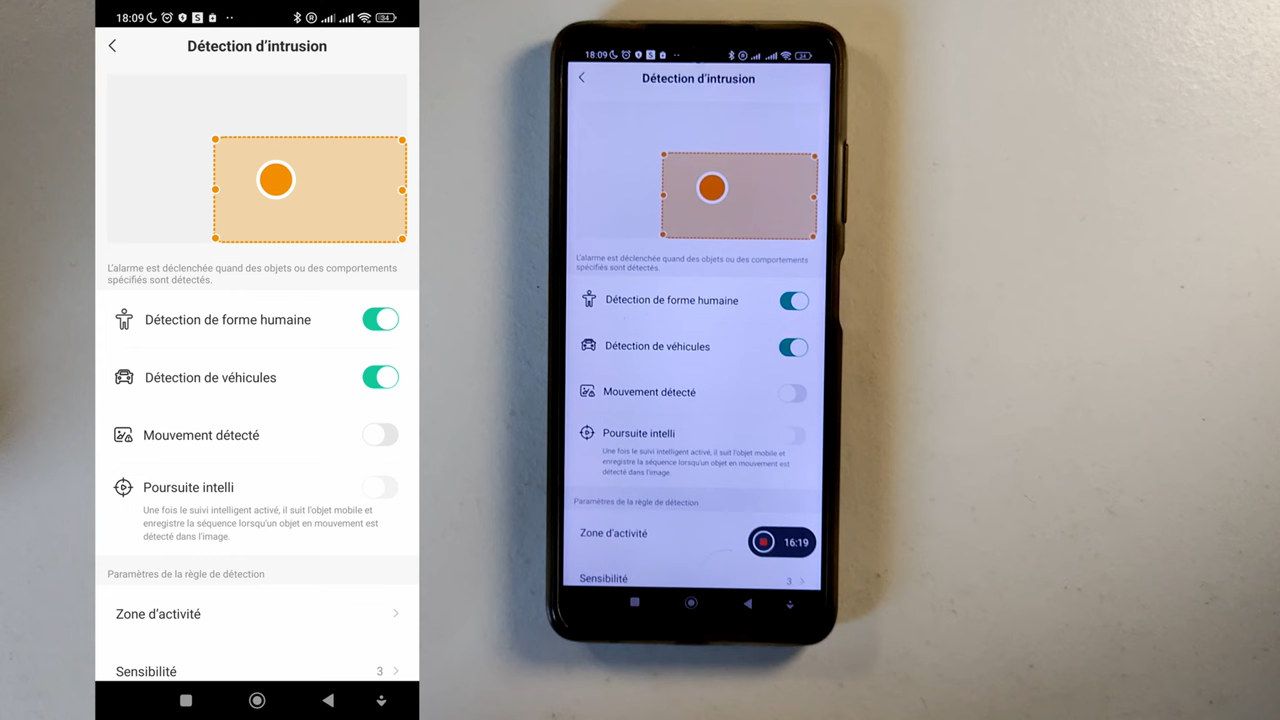 18:09
34
Détection d'intrusion
L'alarme est déclenchée quand des objets ou des comportements
spécifiés sont détectés.
Détection de forme humaine
Détection de véhicules
Mouvement détecté
Poursuite intelli
Une fois le suivi intelligent activé, il suit l'objet mobile et
enregistre la séquence lorsqu'un objet en mouvement est
détecté dans l'image.
Paramètres de la règle de détection
Zone d'activité
Sensibilité 3
18:09
34
Détection d'intrusion
L'alarme est déclenchée quand des objets ou des comportements
spécifiés sont détectés.
Détection de forme humaine
Détection de véhicules
Mouvement détecté
Poursuite intelli
Une fois le suivi intelligent activé, il suit l'objet mobile et
enregistre la séquence lorsqu'un objet en mouvement est
détecté dans l'image.
Paramètres de la règle de détection
Zone d'activité
16:19
Sensibilité 3